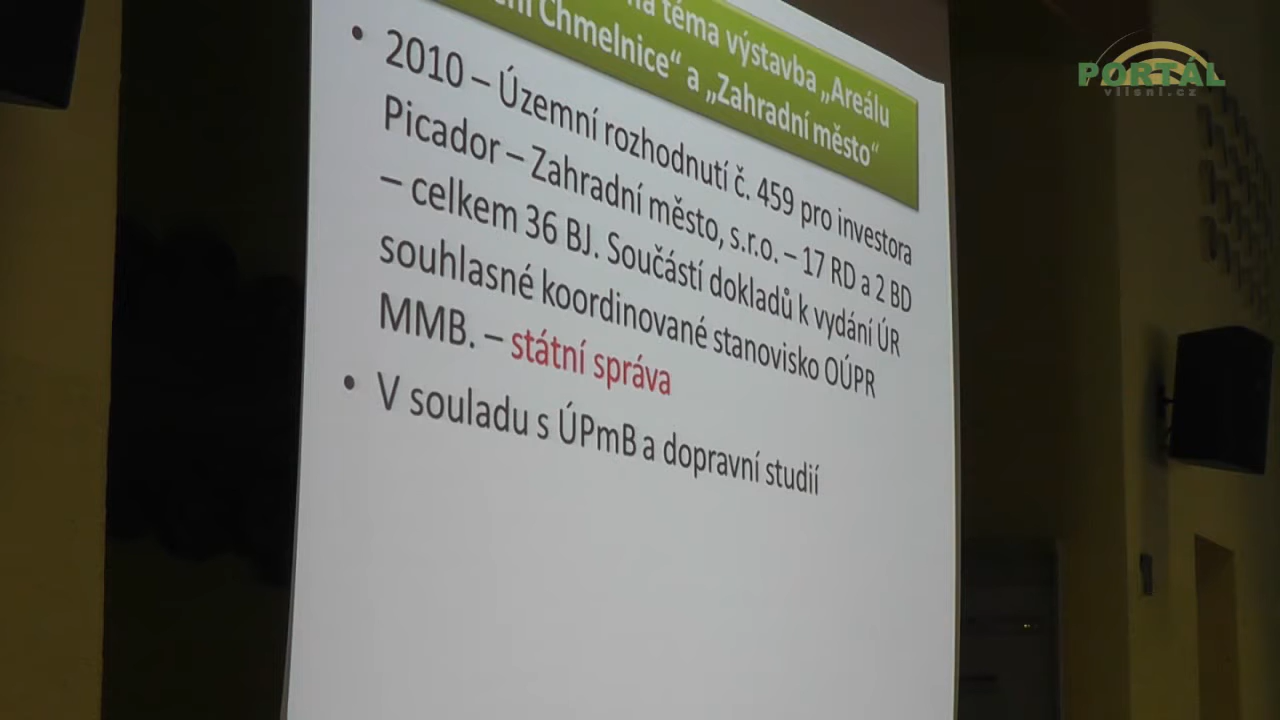 na téma výstavba „Areálu
Chmelnice“ a „Zahradní město“
• 2010 – Územní rozhodnutí č. 459 pro investora
Picador – Zahradní město, s.r.o. – 17 RD a 2 BD
– celkem 36 BJ. Součástí dokladů k vydání ÚR
souhlasné koordinované stanovisko OÚPR
MMB. – státní správa
• V souladu s ÚPmB a dopravní studií
PORTÁL
vlisni.cz